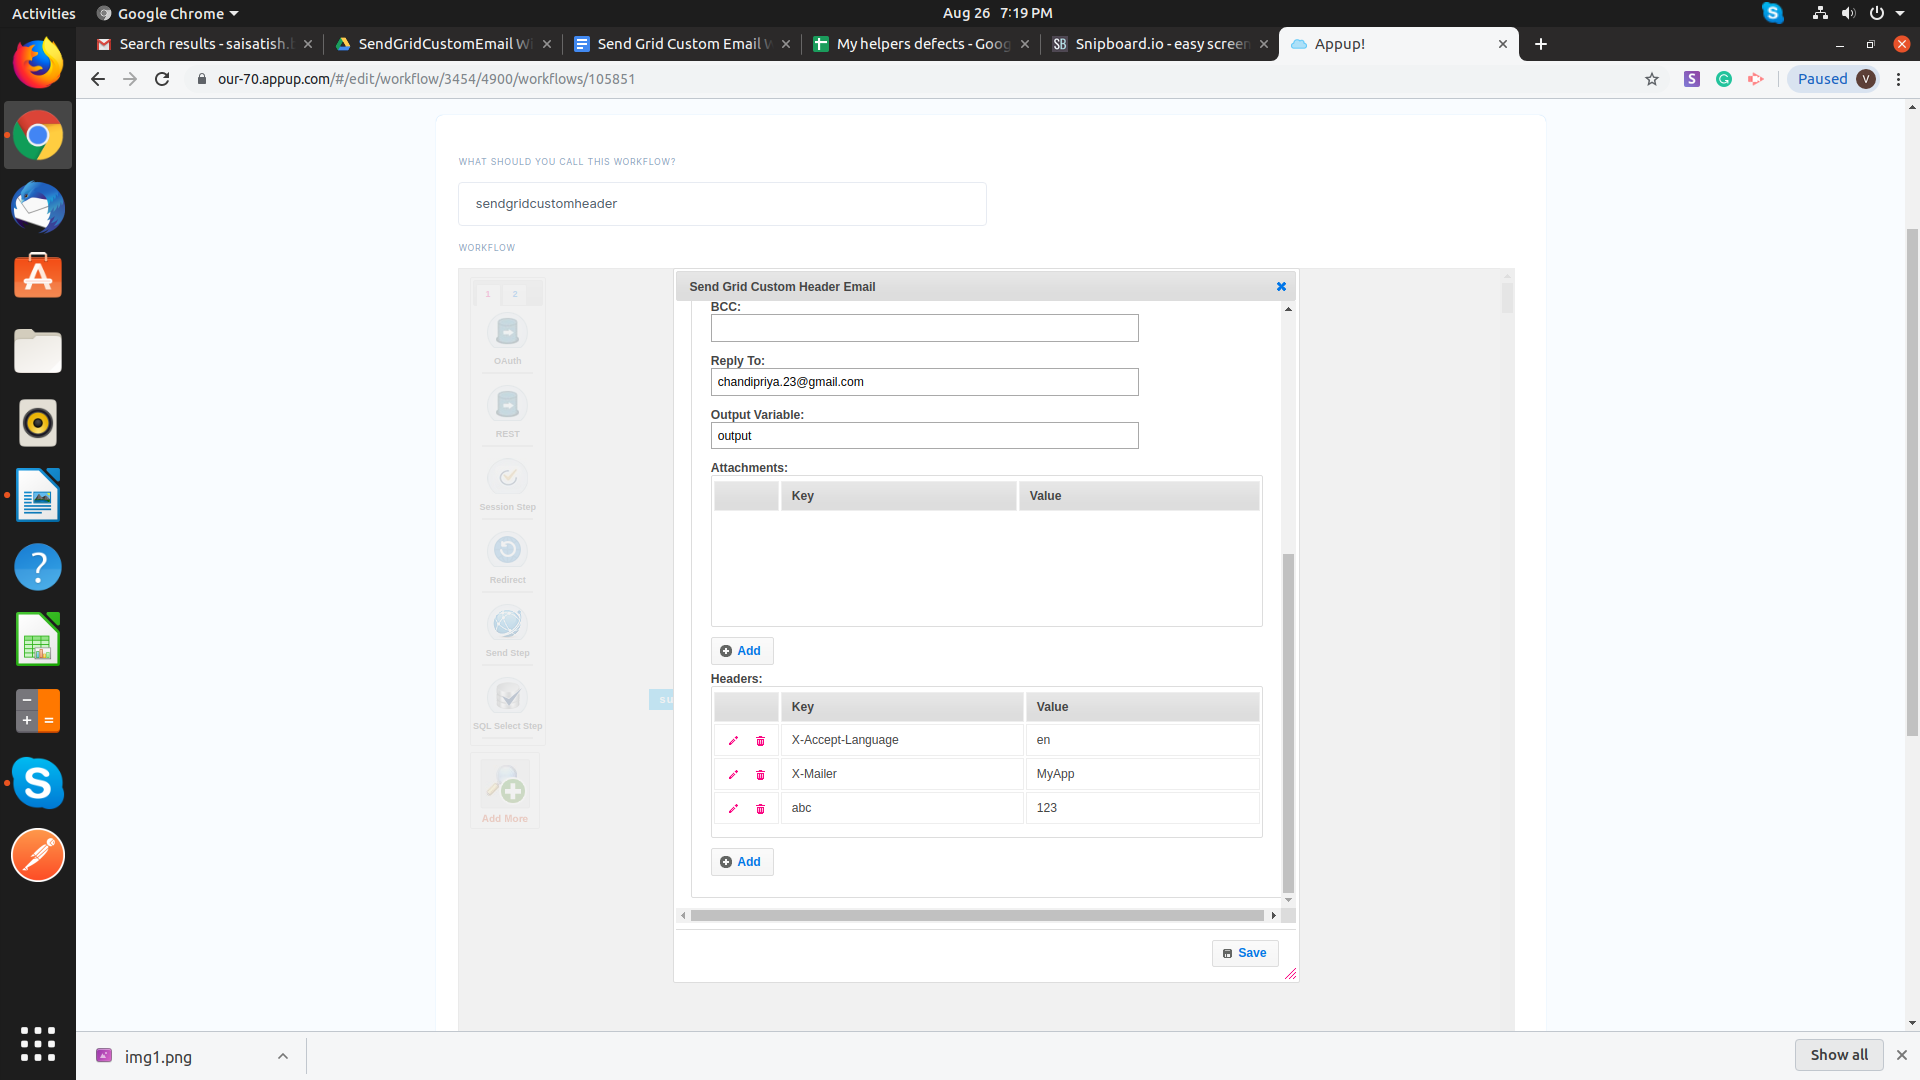 Activities
Google Chrome
Aug 26 7:19 PM
Search results - saisatish.
SendGridCustomEmail
Send Grid Custom Email
My helpers defects - Goog
Snipboard.io - easy screen
Appup!
our-70.appup.com/#/edit/workflow/3454/4900/workflows/105851
Paused
V
WHAT SHOULD YOU CALL THIS WORKFLOW?
sendgridcustomheader
WORKFLOW
1 2
OAuth
REST
Session Step
Redirect
Send Step
SQL Select Step
Add More
SU
Send Grid Custom Header Email
BCC:
Reply To:
chandipriya.23@gmail.com
Output Variable:
output
Attachments:
Key Value
Add
Headers:
Key Value
X-Accept-Language en
X-Mailer MyApp
abc 123
Add
Save
img1.png
Show all